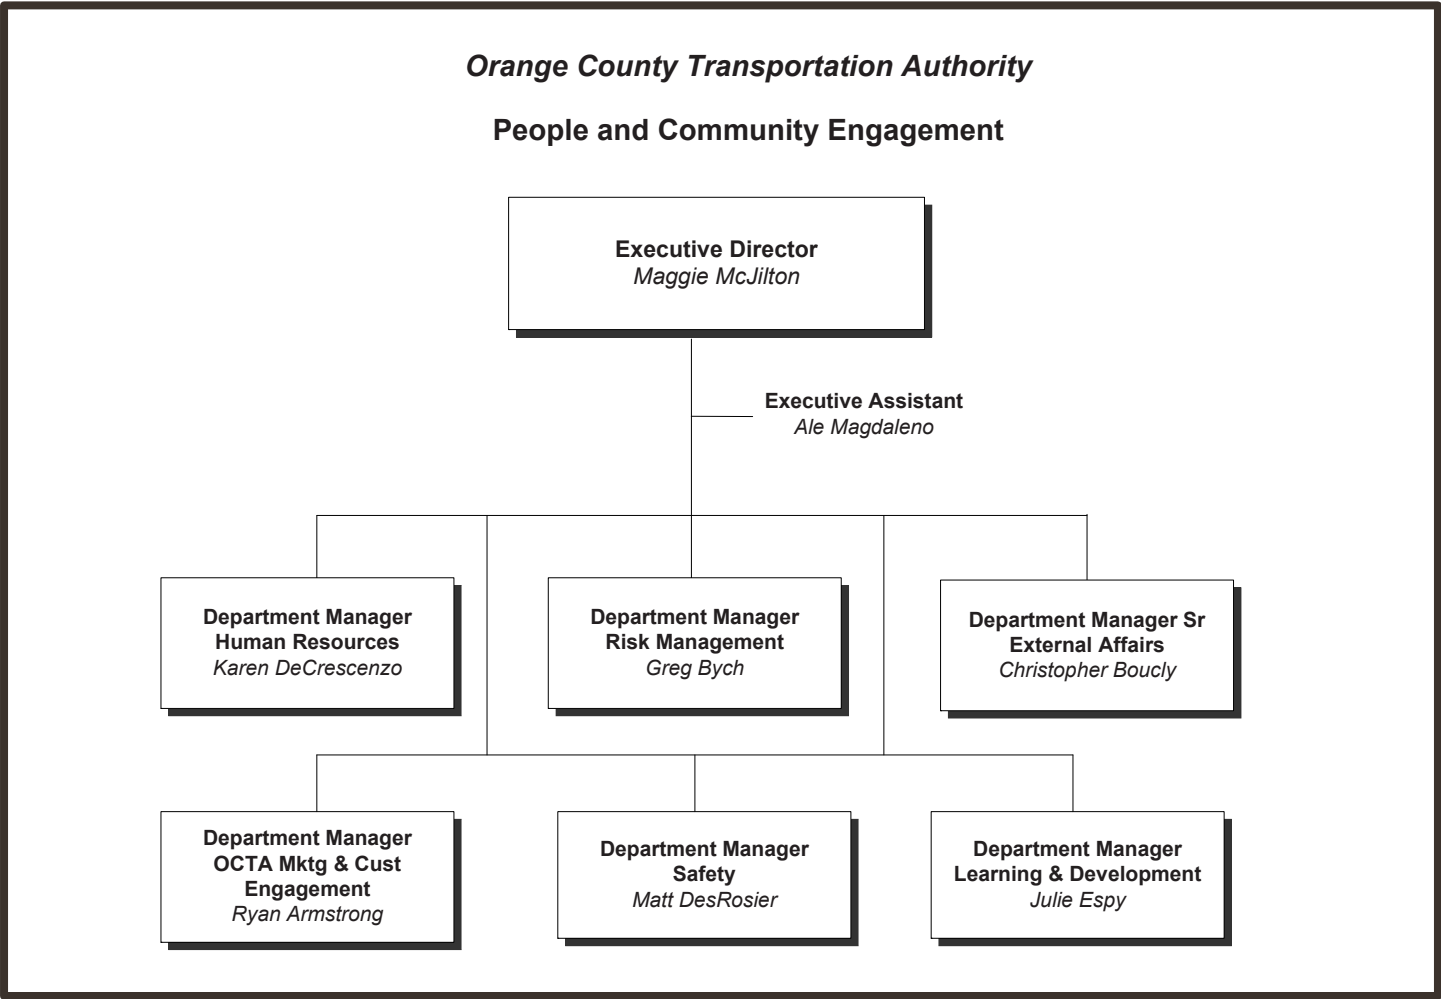 Orange County Transportation Authority
People and Community Engagement
Executive Director
Maggie McJilton
Executive Assistant
Ale Magdaleno
Department Manager
Human Resources
Karen DeCrescenzo
Department Manager
Risk Management
Greg Bych
Department Manager Sr
External Affairs
Christopher Boucly
Department Manager
OCTA Mktg & Cust
Engagement
Ryan Armstrong
Department Manager
Safety
Matt DesRosier
Department Manager
Learning & Development
Julie Espy